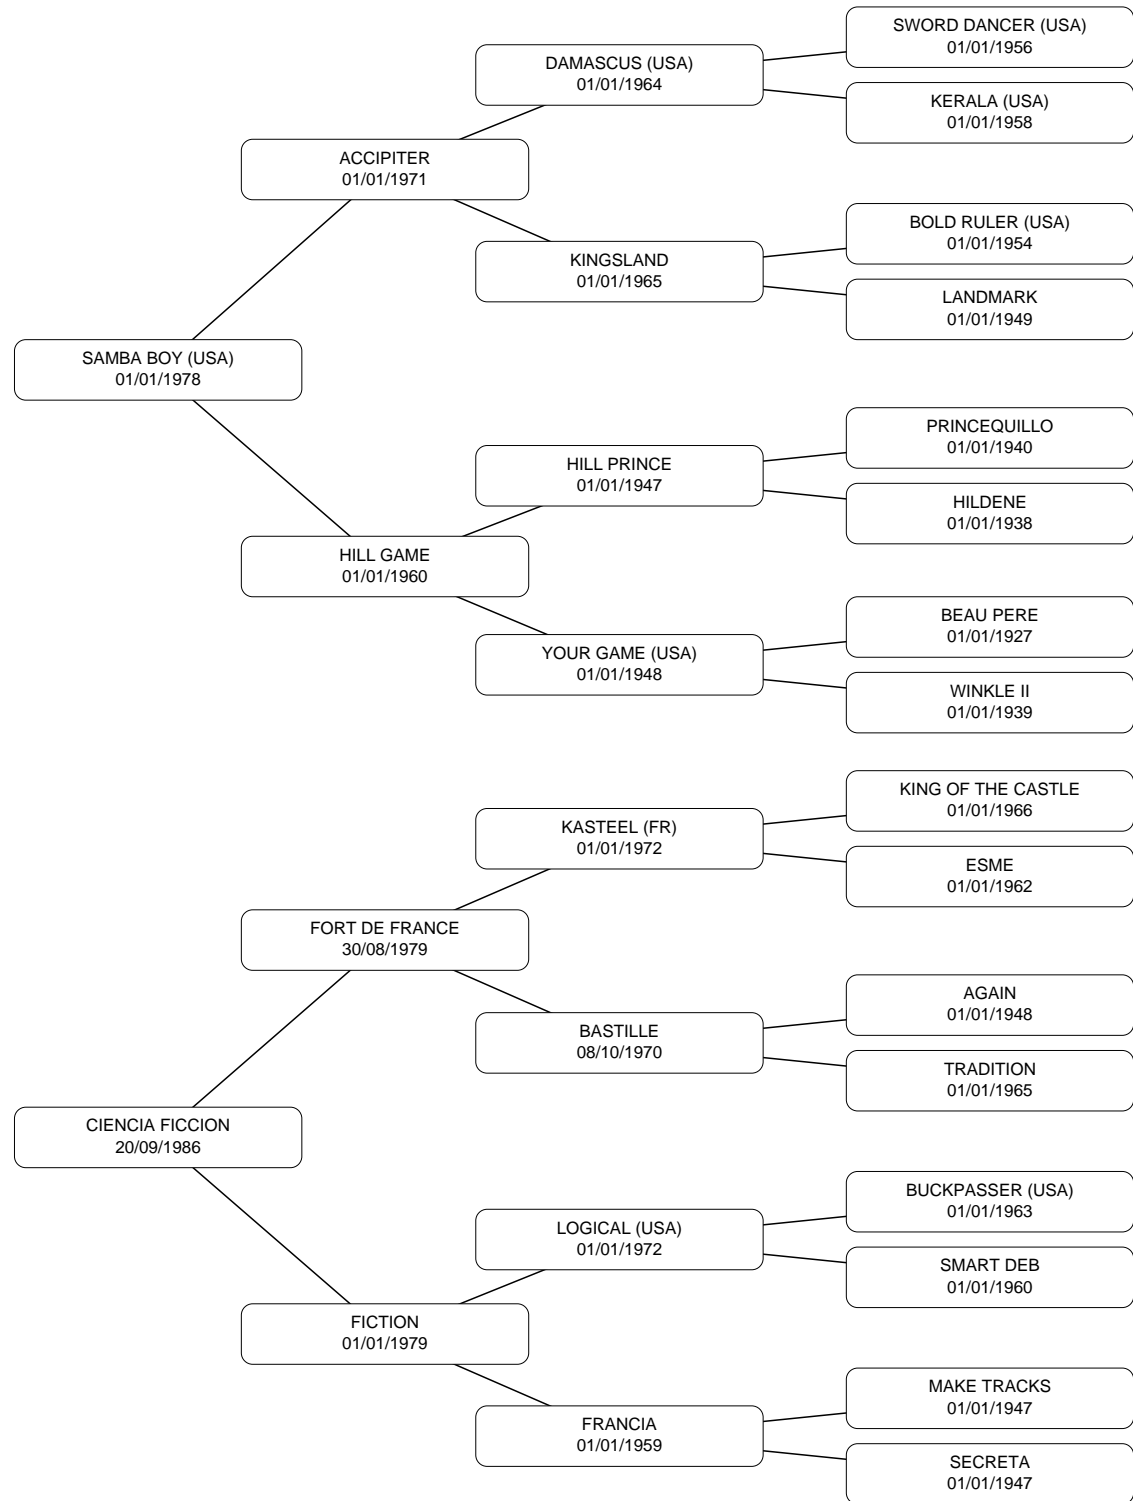 SWORD DANCER (USA)
01/01/1956
DAMASCUS (USA)
01/01/1964
KERALA (USA)
01/01/1958
ACCIPITER
01/01/1971
BOLD RULER (USA)
01/01/1954
KINGSLAND
01/01/1965
LANDMARK
01/01/1949
SAMBA BOY (USA)
01/01/1978
PRINCEQUILLO
01/01/1940
HILL PRINCE
01/01/1947
HILDENE
01/01/1938
HILL GAME
01/01/1960
BEAU PERE
01/01/1927
YOUR GAME (USA)
01/01/1948
WINKLE II
01/01/1939
KING OF THE CASTLE
01/01/1966
KASTEEL (FR)
01/01/1972
ESME
01/01/1962
FORT DE FRANCE
30/08/1979
AGAIN
01/01/1948
BASTILLE
08/10/1970
TRADITION
01/01/1965
CIENCIA FICCION
20/09/1986
BUCKPASSER (USA)
01/01/1963
LOGICAL (USA)
01/01/1972
SMART DEB
01/01/1960
FICTION
01/01/1979
MAKE TRACKS
01/01/1947
FRANCIA
01/01/1959
SECRETA
01/01/1947